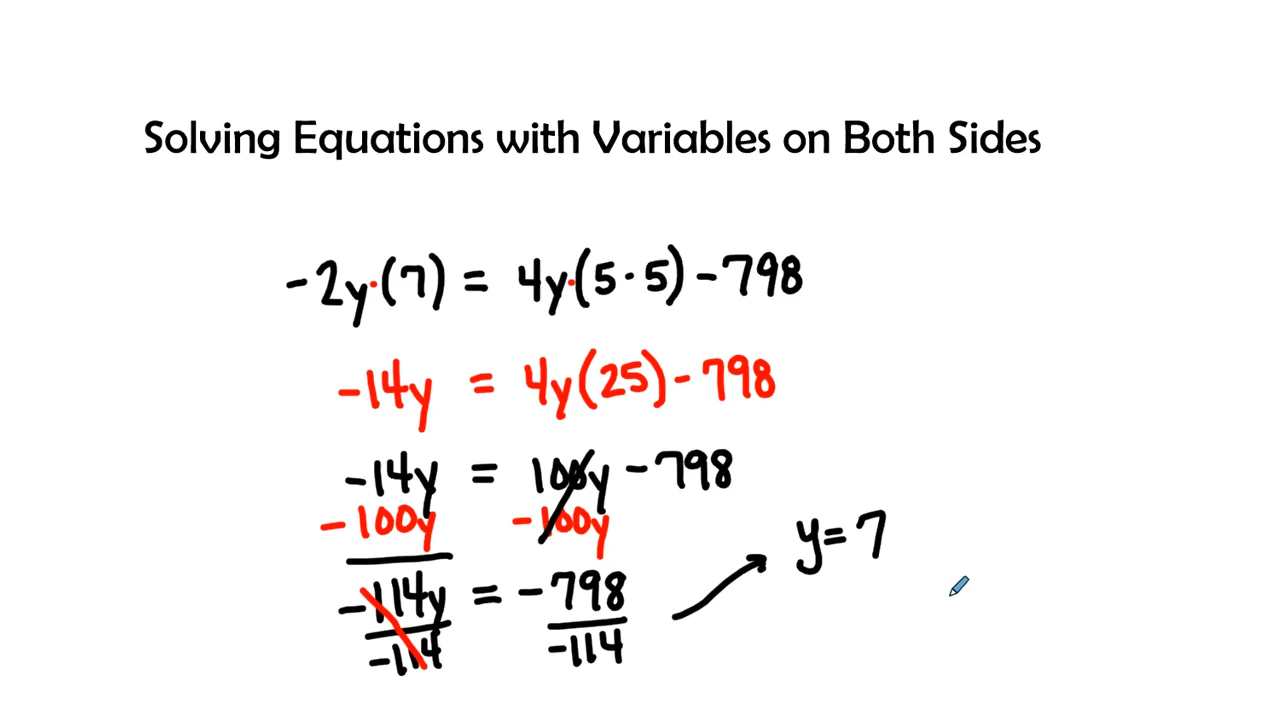 Solving Equations with Variables on Both Sides
-2y·(7) = 4y·(5·5)-798
-14y = 4y(25)-798
-14y = 100y -798
-100y -100y
-114y = -798
-114 -114
y=7